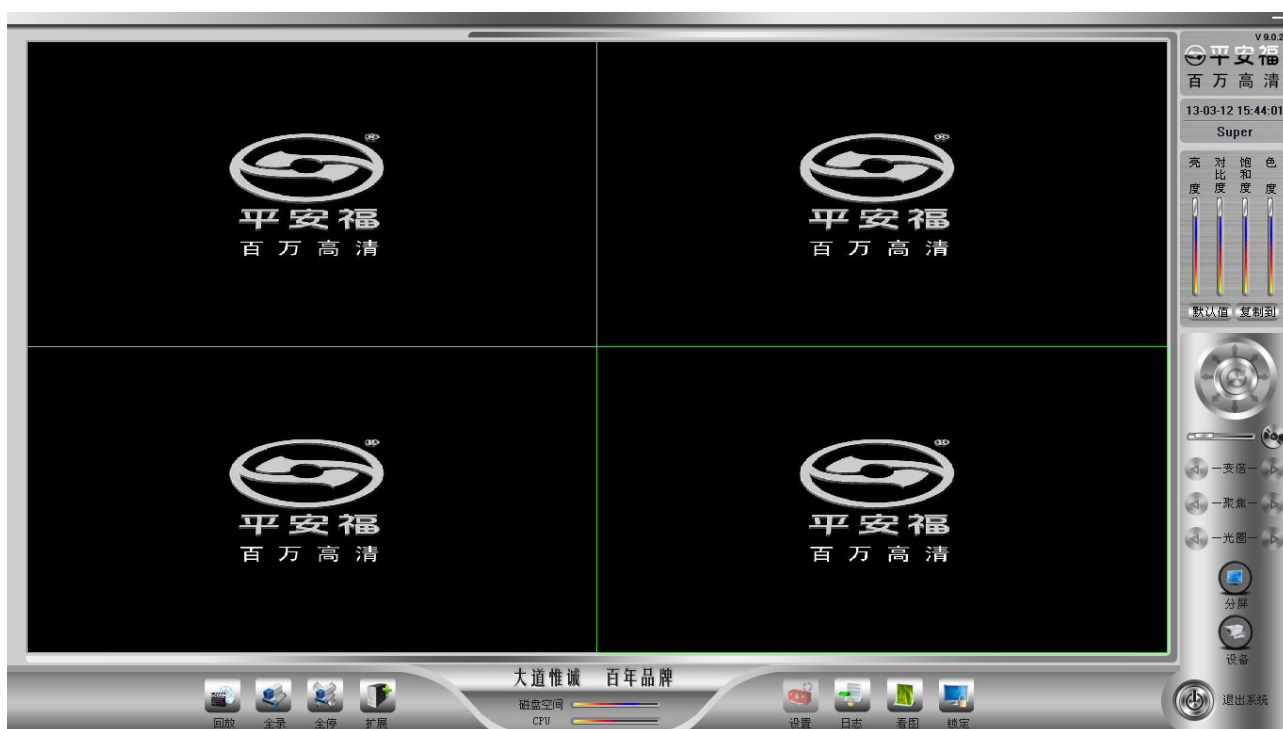 V 9.0.2
平安福
百万高清
13-03-12 15:44:01
Super
亮度 对比度 饱和度 色度
默认值 复制到
®
平安福
百万高清
®
平安福
百万高清
®
平安福
百万高清
®
平安福
百万高清
变倍
聚焦
光圈
分屏
设备
大道惟诚 百年品牌
磁盘空间
CPU
回放 全录 全停 扩展
设置 日志 看图 锁定
退出系统